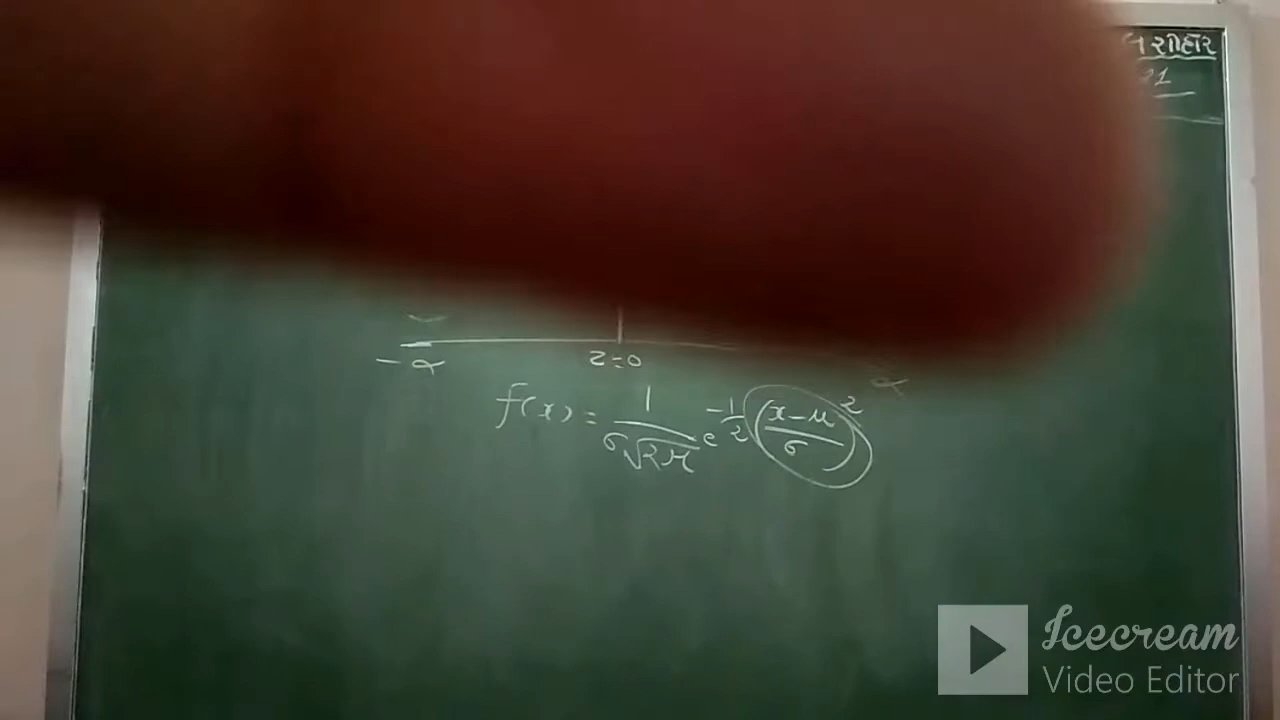 -∝ z=0 ∝
f(x) = 1/σ√2π e^-1/2 (x-μ/σ)^2
Icecream
Video Editor